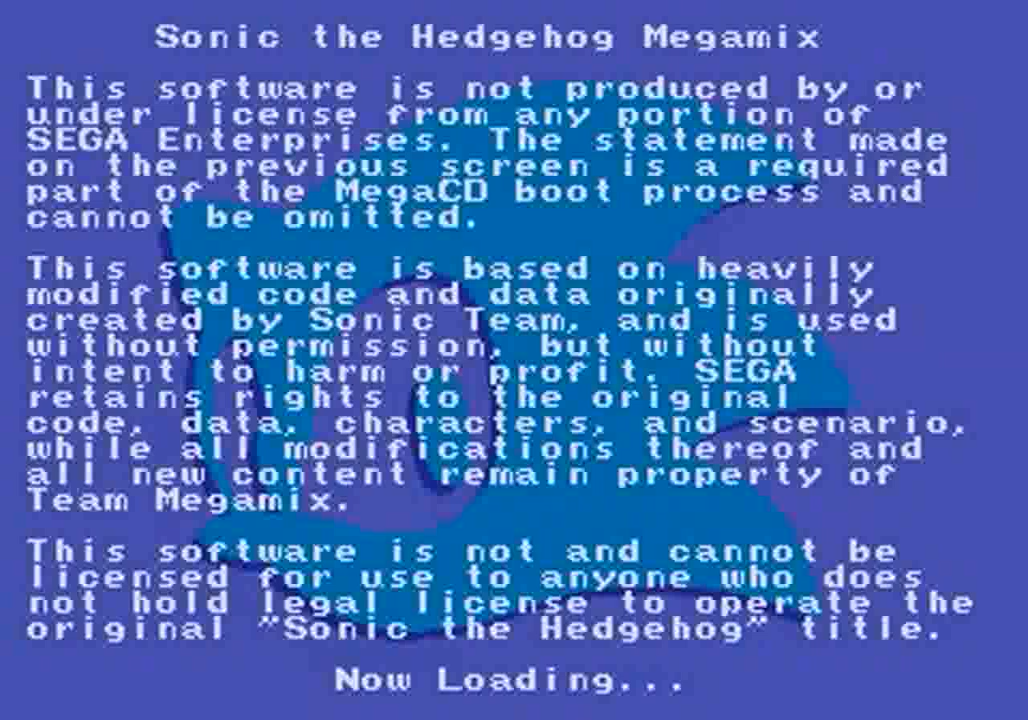 Sonic the Hedgehog Megamix
This software is not produced by or
under license from any portion of
SEGA Enterprises. The statement made
on the previous screen is a required
part of the MegaCD boot process and
cannot be omitted.
This software is based on heavily
modified code and data originally
created by Sonic Team, and is used
without permission, but without
intent to harm or profit. SEGA
retains rights to the original
code, data, characters, and scenario,
while all modifications thereof and
all new content remain property of
Team Megamix.
This software is not and cannot be
licensed for use to anyone who does
not hold legal license to operate the
original "Sonic the Hedgehog" title.
Now Loading...